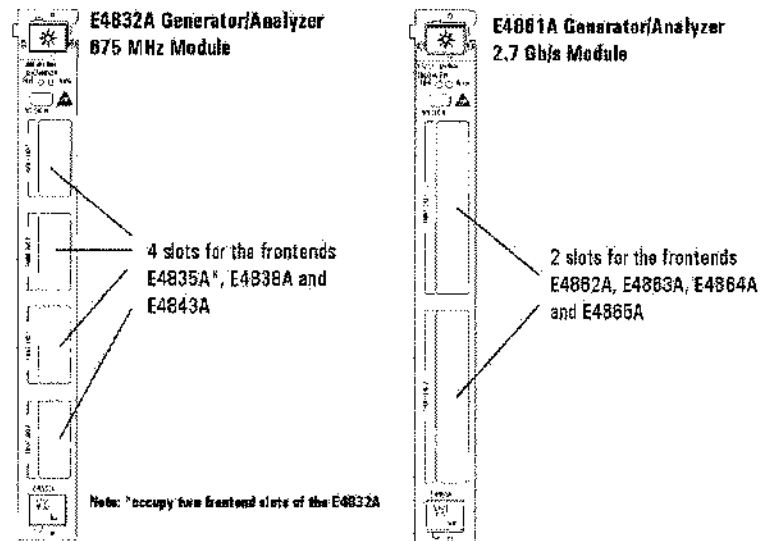 E4832A Generator/Analyzer
675 MHz Module
4 slots for the frontends
E4835A*, E4838A and
E4843A
Note: *occupy two frontend slots of the E4832A
E4861A Generator/Analyzer
2.7 Gb/s Module
2 slots for the frontends
E4862A, E4863A, E4864A
and E4865A